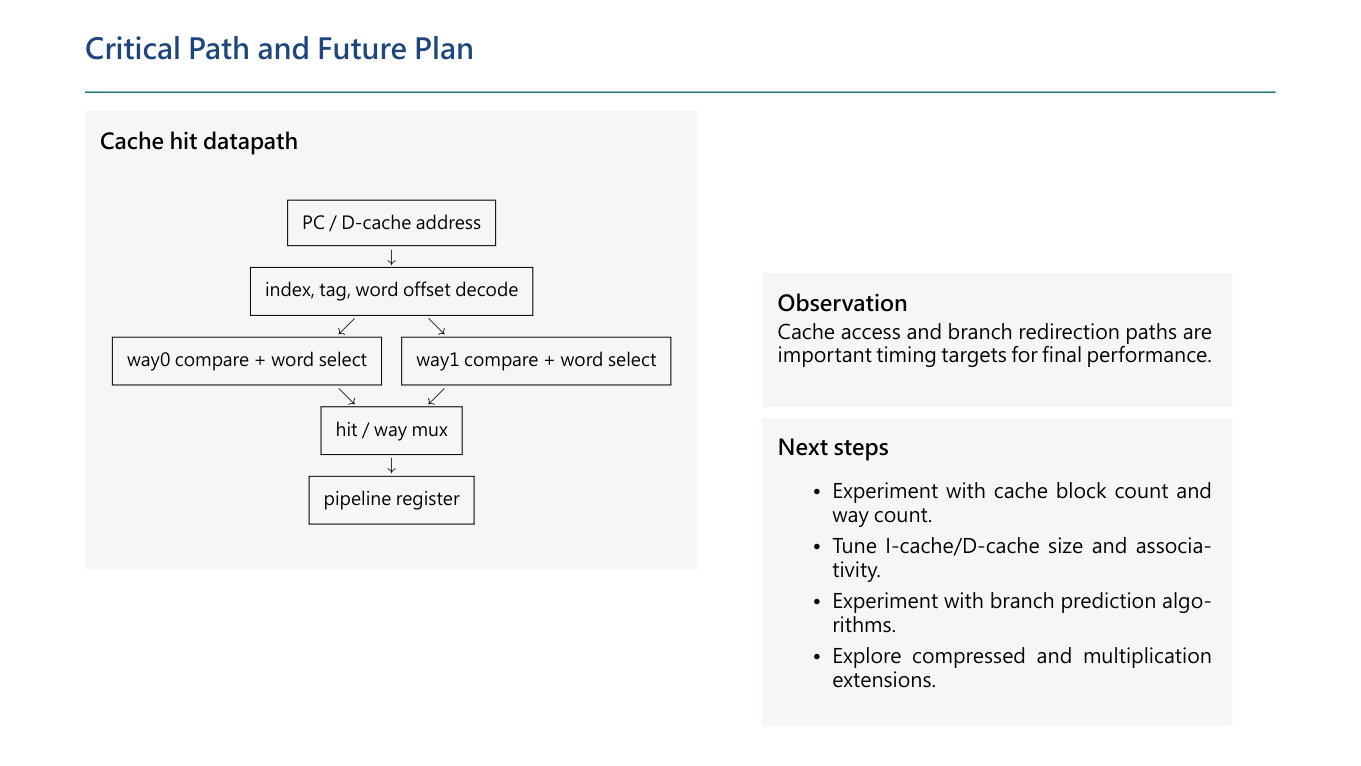 Critical Path and Future Plan
Cache hit datapath
PC / D-cache address
index, tag, word offset decode
way0 compare + word select
way1 compare + word select
hit / way mux
pipeline register
Observation
Cache access and branch redirection paths are
important timing targets for final performance.
Next steps
• Experiment with cache block count and
way count.
• Tune I-cache/D-cache size and associa-
tivity.
• Experiment with branch prediction algo-
rithms.
• Explore compressed and multiplication
extensions.